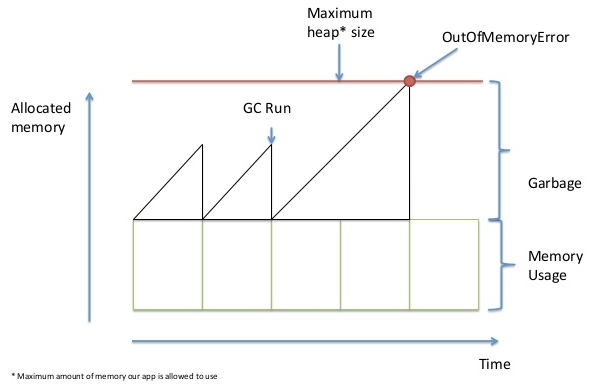 Maximum
heap* size
OutOfMemoryError
Allocated
memory
GC Run
Garbage
Memory
Usage
Time
* Maximum amount of memory our app is allowed to use